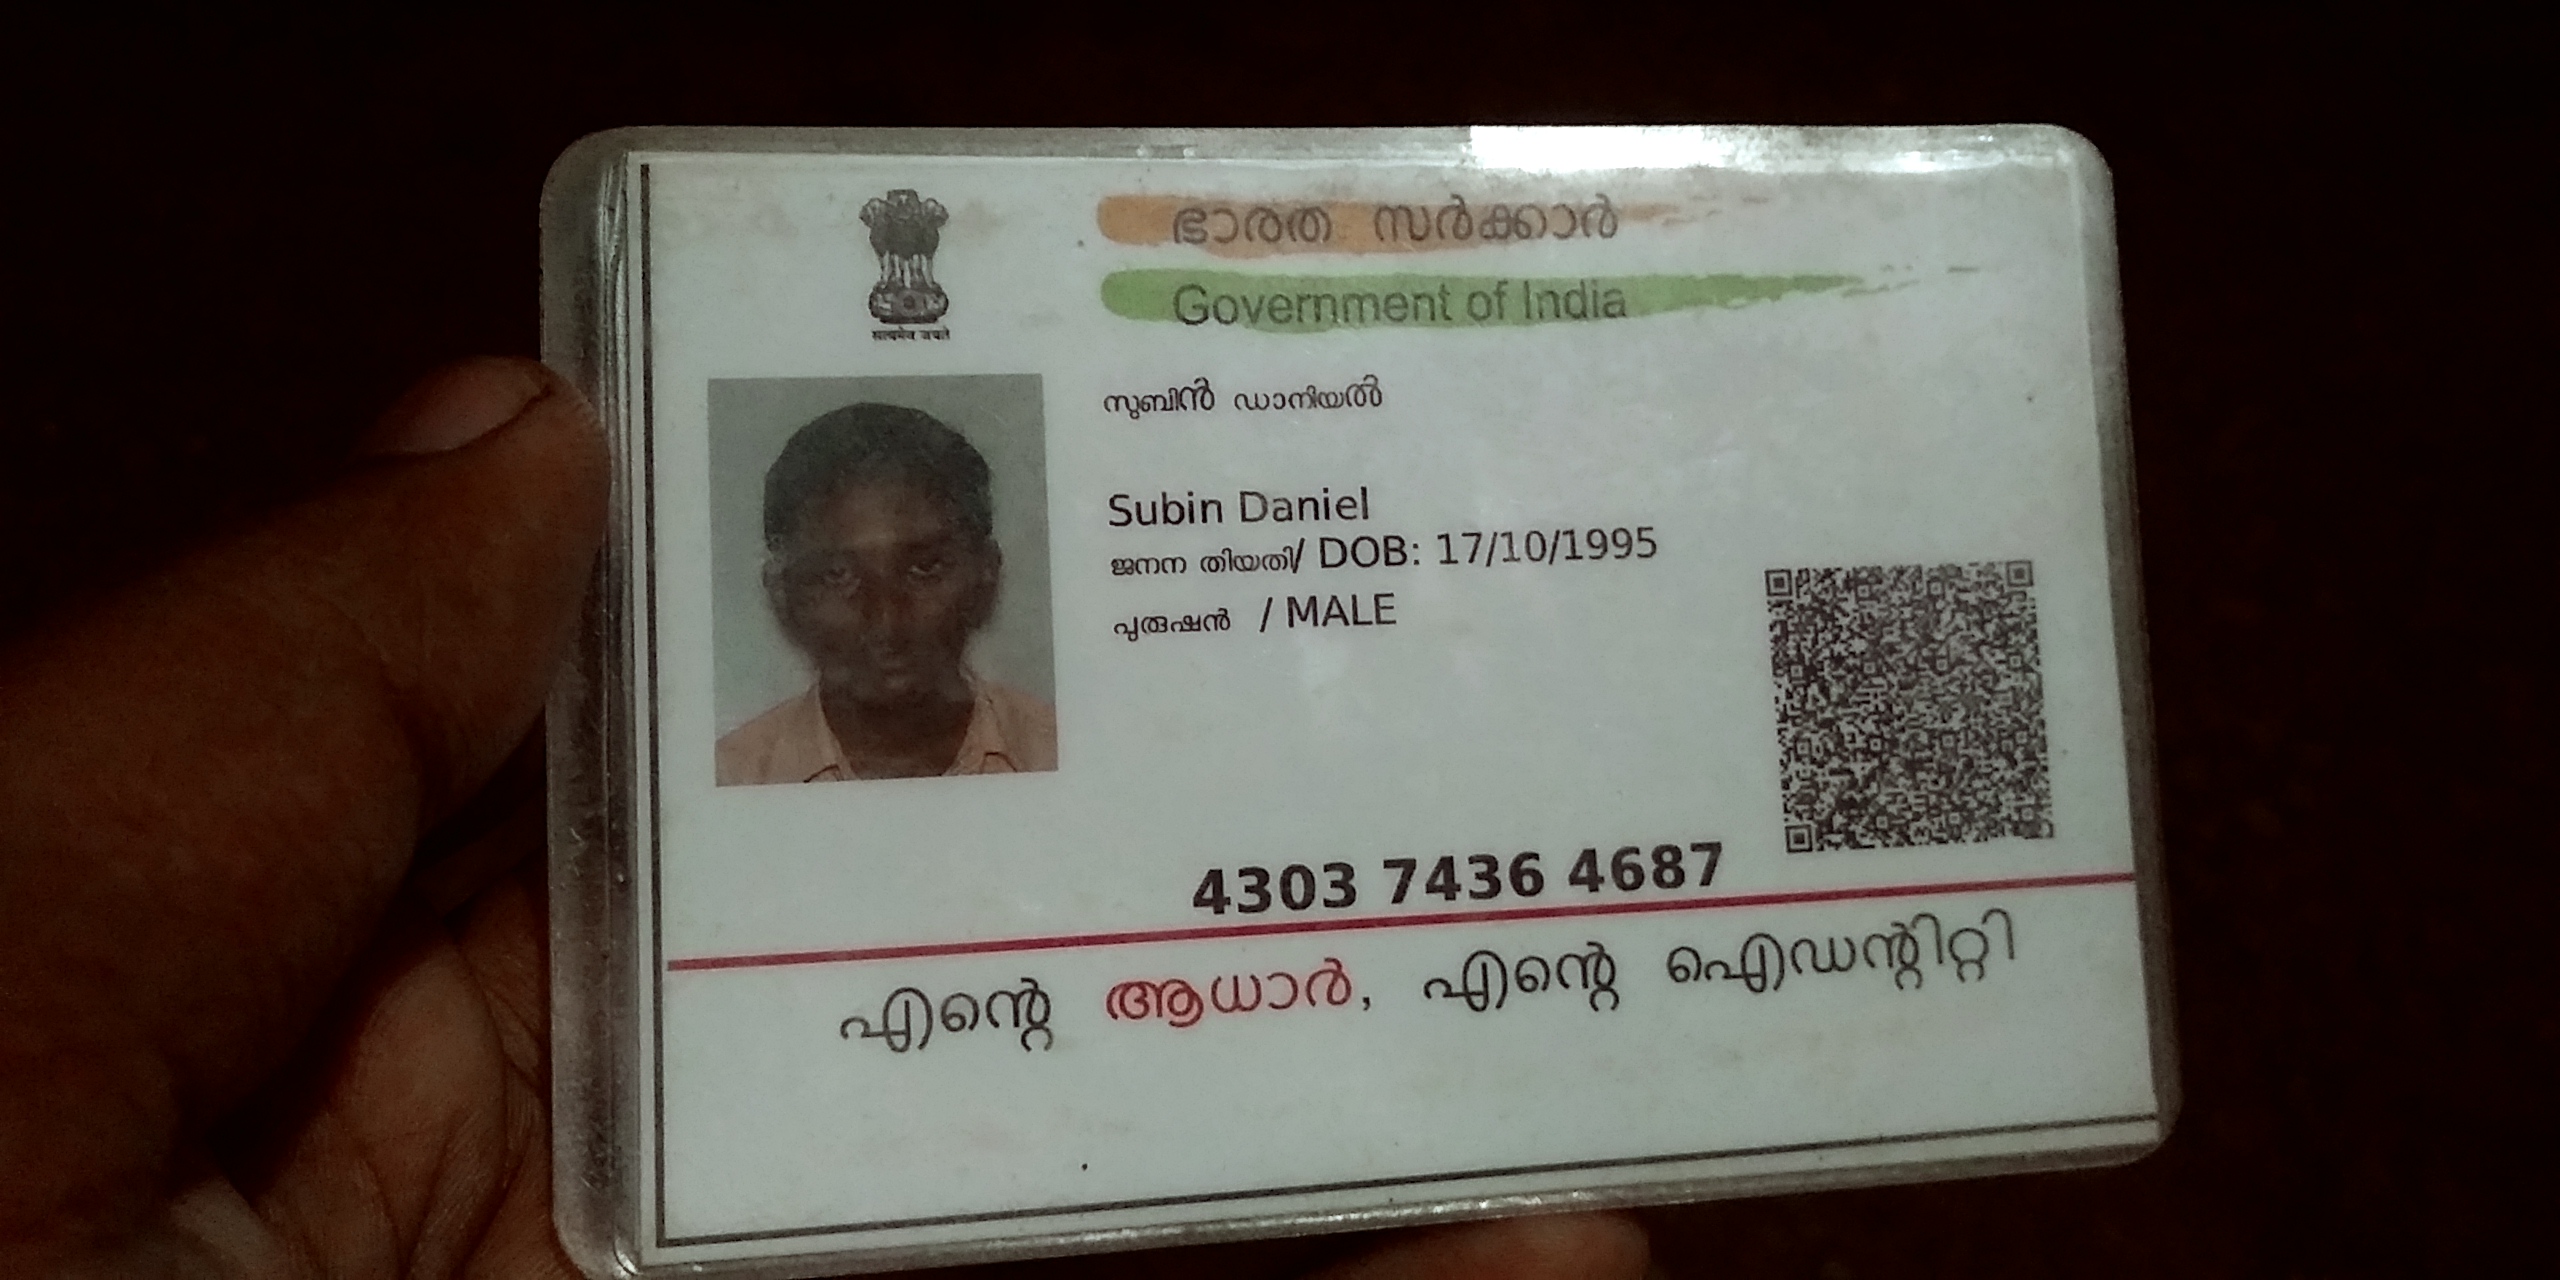 ഭാരത സർക്കാർ
Government of India
सत्यमेव जयते
സുബിൻ ഡാനിയൽ
Subin Daniel
ജനന തിയതി/ DOB: 17/10/1995
പുരുഷൻ / MALE
4303 7436 4687
എന്റെ ആധാർ, എന്റെ ഐഡന്റിറ്റി